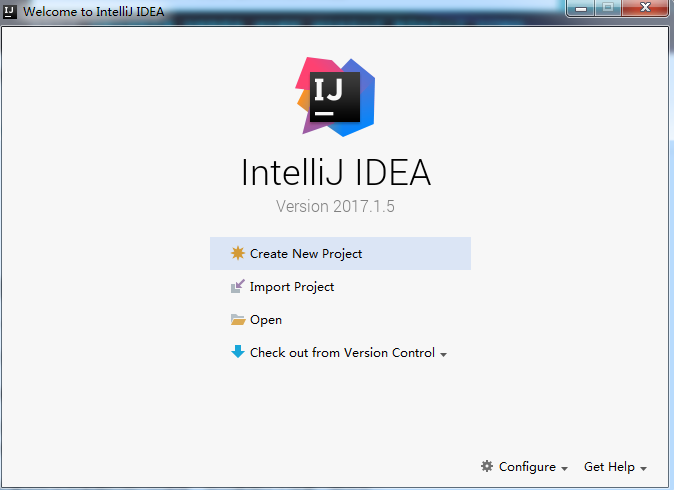 Welcome to IntelliJ IDEA
IJ
IntelliJ IDEA
Version 2017.1.5
Create New Project
Import Project
Open
Check out from Version Control
Configure
Get Help